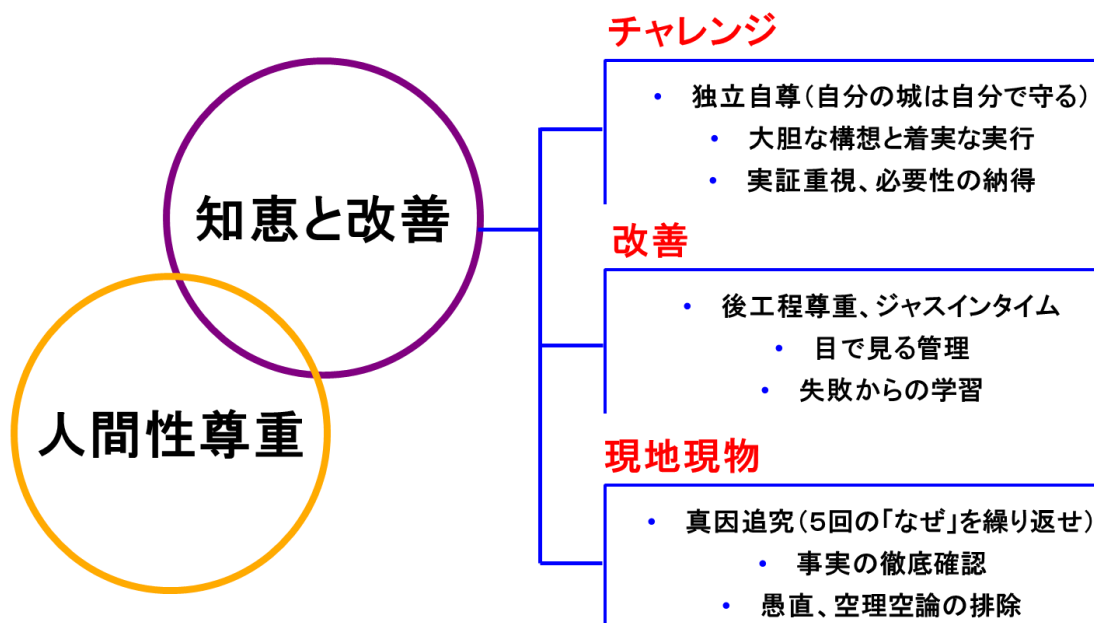 知恵と改善
人間性尊重
チャレンジ
• 独立自尊(自分の城は自分で守る)
• 大胆な構想と着実な実行
• 実証重視、必要性の納得
改善
• 後工程尊重、ジャスインタイム
• 目で見る管理
• 失敗からの学習
現地現物
• 真因追究(5回の「なぜ」を繰り返せ)
• 事実の徹底確認
• 愚直、空理空論の排除